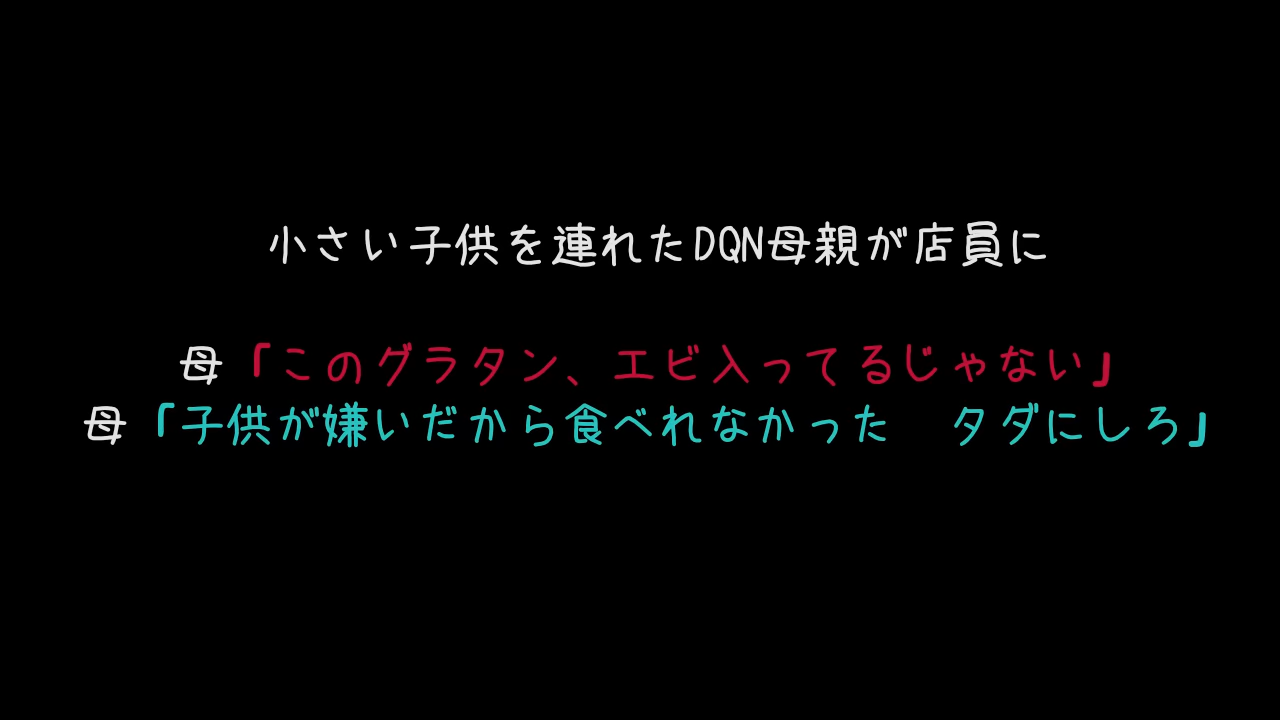 小さい子供を連れたDQN母親が店員に
母「このグラタン、エビ入ってるじゃない」
母「子供が嫌いだから食べれなかった　タダにしろ」